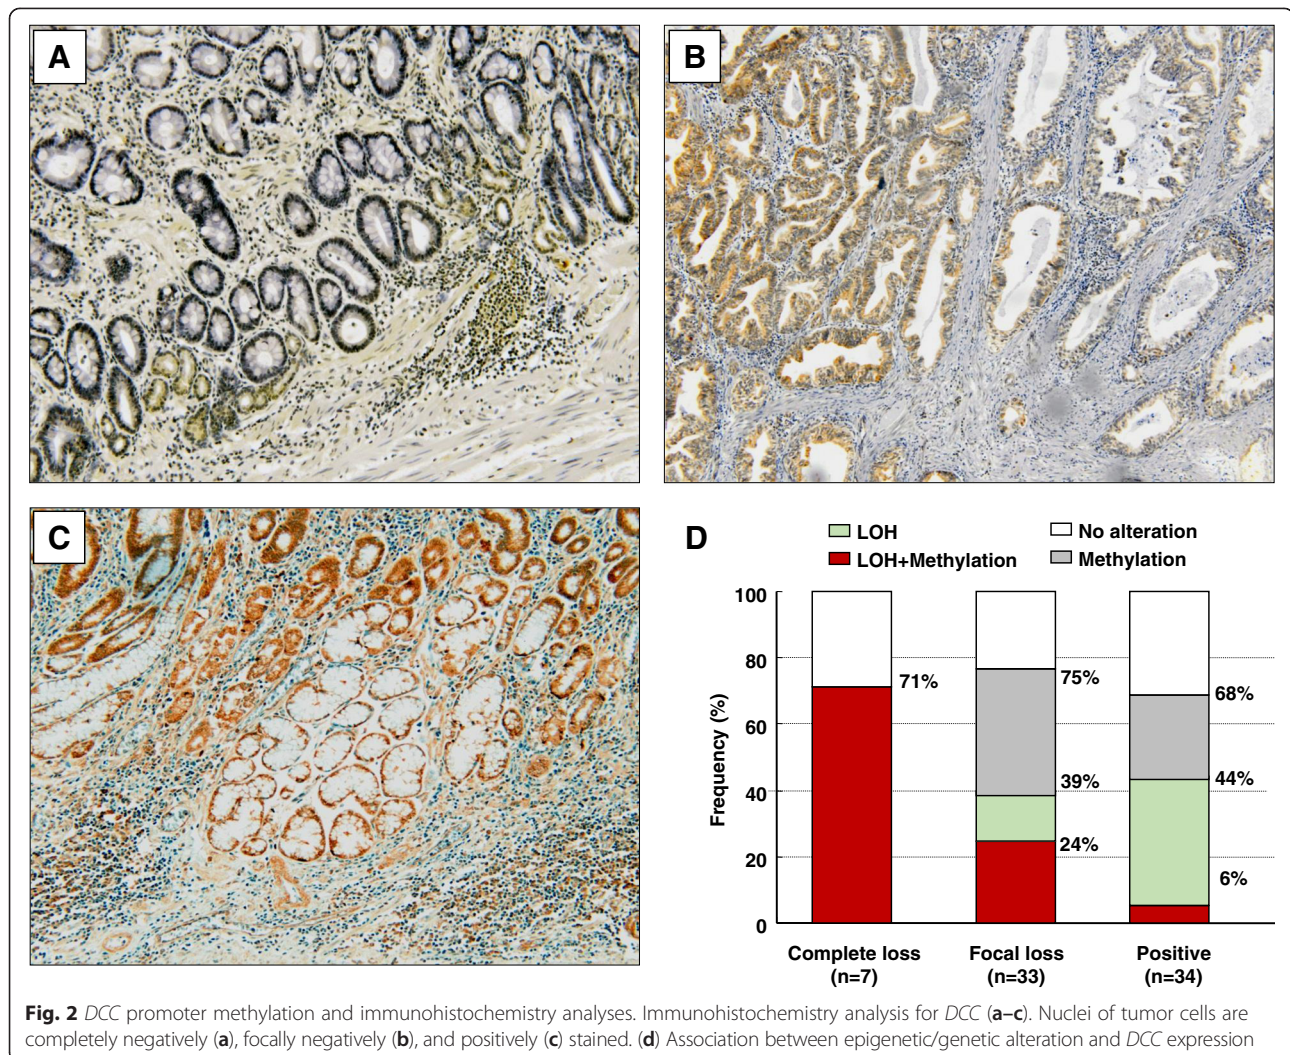 A
B
C
D
LOH
No alteration
LOH+Methylation
Methylation
Frequency (%)
100
80
60
40
20
0
71%
75%
39%
24%
68%
44%
6%
Complete loss
(n=7)
Focal loss
(n=33)
Positive
(n=34)
Fig. 2 DCC promoter methylation and immunohistochemistry analyses. Immunohistochemistry analysis for DCC (a–c). Nuclei of tumor cells are
completely negatively (a), focally negatively (b), and positively (c) stained. (d) Association between epigenetic/genetic alteration and DCC expression